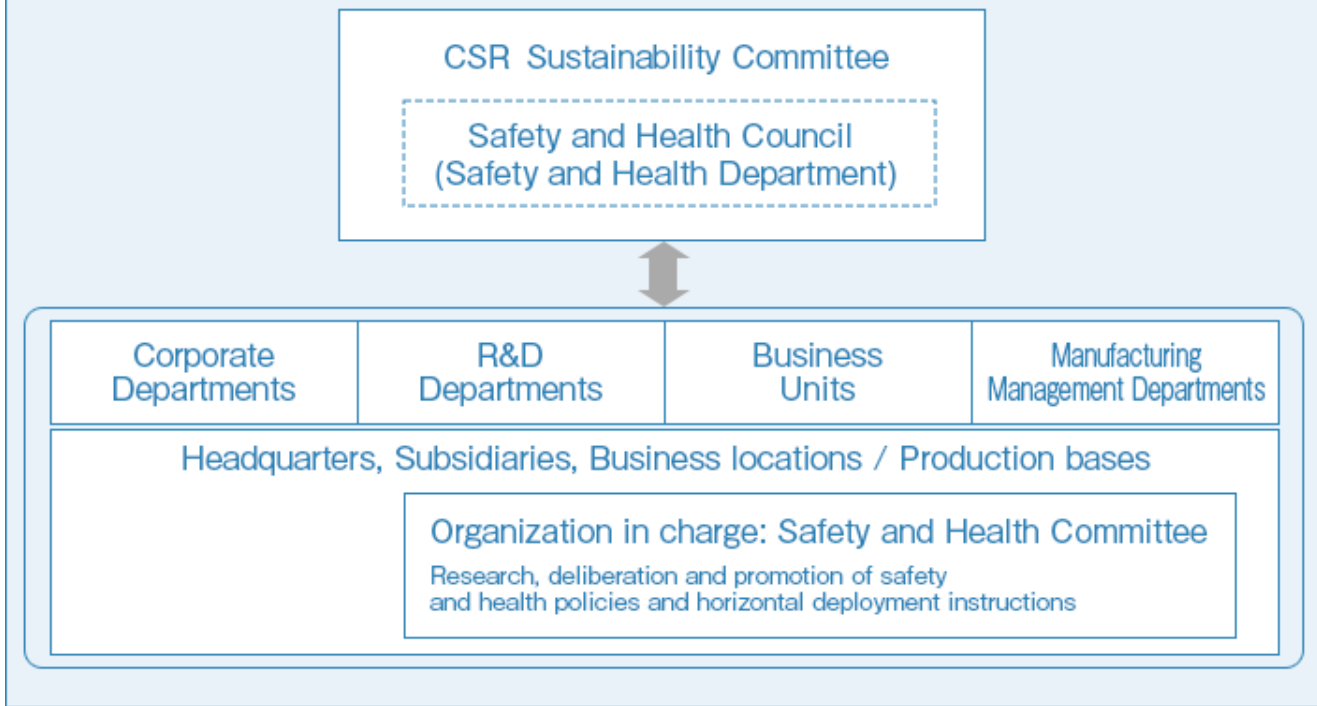 CSR Sustainability Committee
Safety and Health Council
(Safety and Health Department)
Corporate
Departments
R&D
Departments
Business
Units
Manufacturing
Management Departments
Headquarters, Subsidiaries, Business locations / Production bases
Organization in charge: Safety and Health Committee
Research, deliberation and promotion of safety
and health policies and horizontal deployment instructions